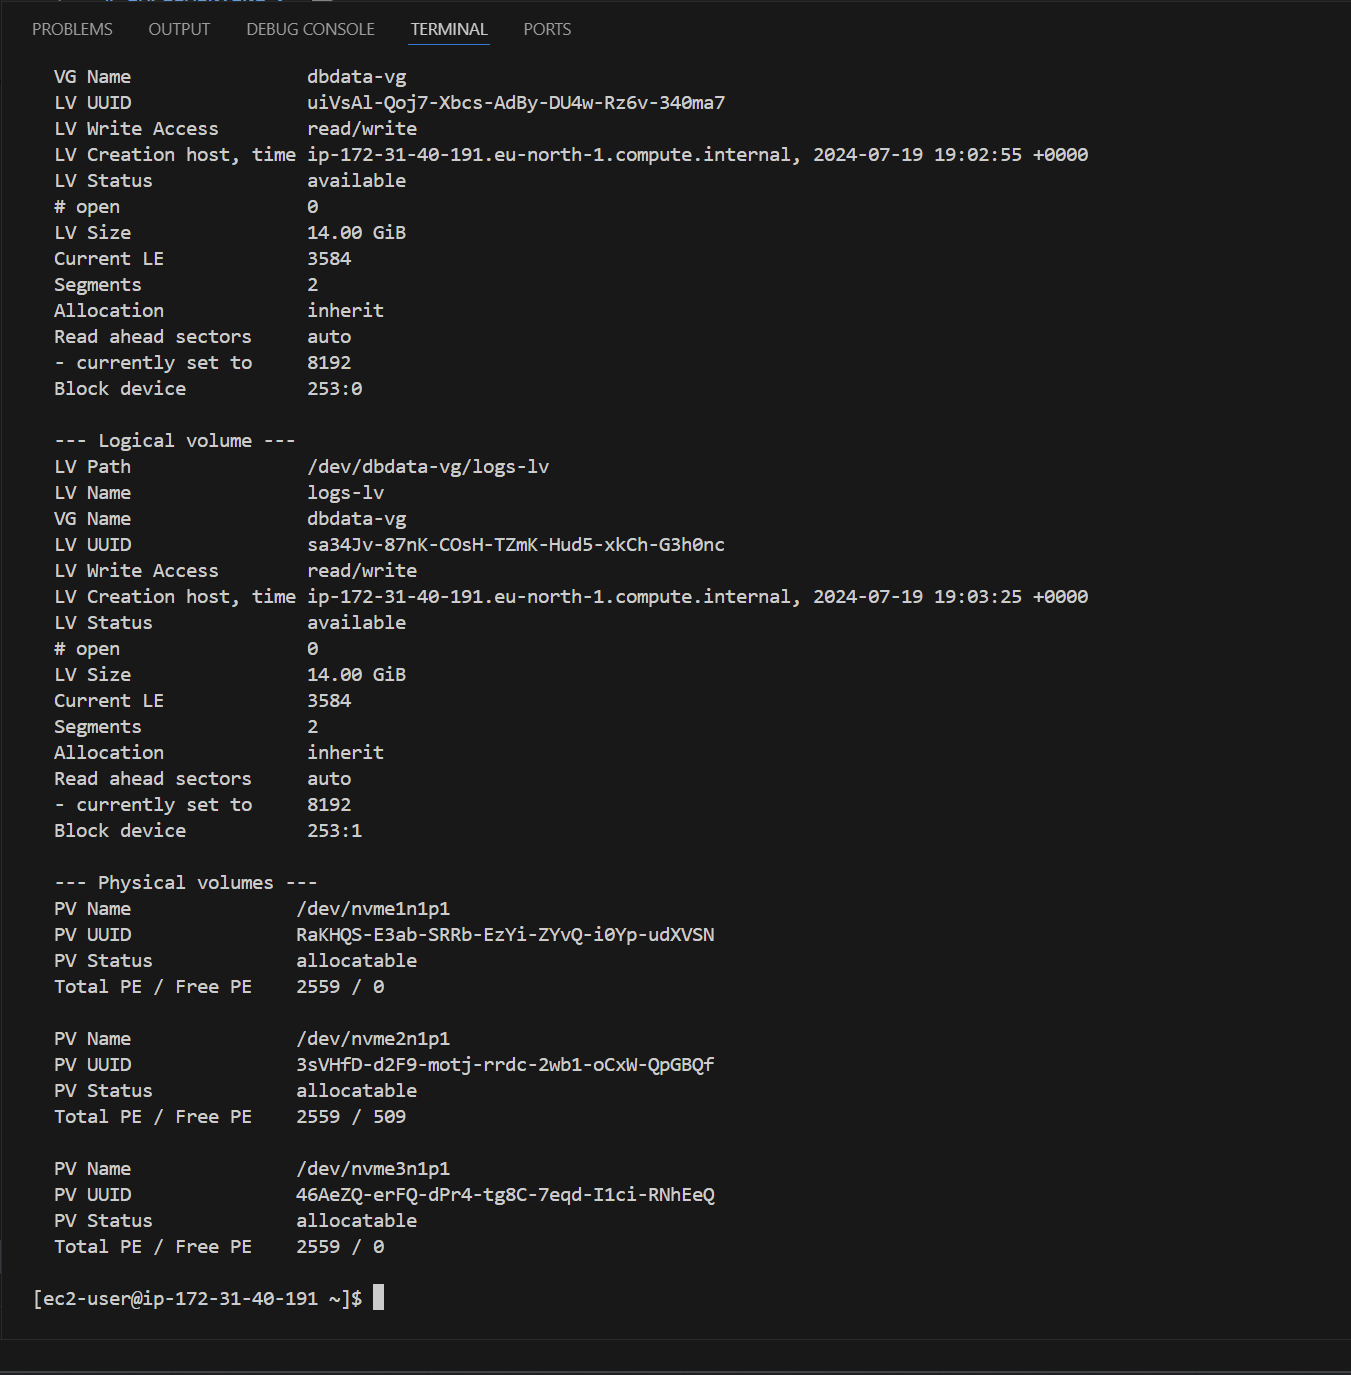 PROBLEMS OUTPUT DEBUG CONSOLE TERMINAL PORTS
VG Name dbdata-vg
LV UUID uiVsAl-Qoj7-Xbcs-AdBy-DU4w-Rz6v-340ma7
LV Write Access read/write
LV Creation host, time ip-172-31-40-191.eu-north-1.compute.internal, 2024-07-19 19:02:55 +0000
LV Status available
# open 0
LV Size 14.00 GiB
Current LE 3584
Segments 2
Allocation inherit
Read ahead sectors auto
- currently set to 8192
Block device 253:0
--- Logical volume ---
LV Path /dev/dbdata-vg/logs-lv
LV Name logs-lv
VG Name dbdata-vg
LV UUID sa34Jv-87nK-COsH-TZmK-Hud5-xkCh-G3h0nc
LV Write Access read/write
LV Creation host, time ip-172-31-40-191.eu-north-1.compute.internal, 2024-07-19 19:03:25 +0000
LV Status available
# open 0
LV Size 14.00 GiB
Current LE 3584
Segments 2
Allocation inherit
Read ahead sectors auto
- currently set to 8192
Block device 253:1
--- Physical volumes ---
PV Name /dev/nvme1n1p1
PV UUID RaKHQS-E3ab-SRRb-EzYi-ZYvQ-i0Yp-udXVSN
PV Status allocatable
Total PE / Free PE 2559 / 0
PV Name /dev/nvme2n1p1
PV UUID 3sVHfD-d2F9-motj-rrdc-2wb1-oCxW-QpGBQf
PV Status allocatable
Total PE / Free PE 2559 / 509
PV Name /dev/nvme3n1p1
PV UUID 46AeZQ-erFQ-dPr4-tg8C-7eqd-I1ci-RNhEeQ
PV Status allocatable
Total PE / Free PE 2559 / 0
[ec2-user@ip-172-31-40-191 ~]$